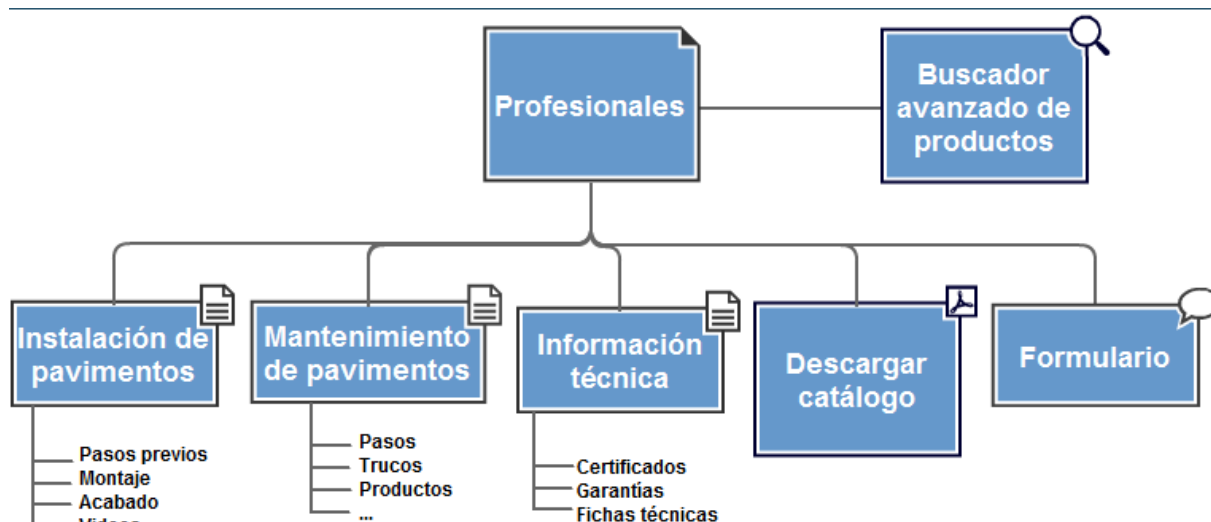 Profesionales
Buscador
avanzado de
productos
Instalación de
pavimentos
Mantenimiento
de pavimentos
Información
técnica
Descargar
catálogo
Formulario
Pasos previos
Montaje
Acabado
Pasos
Trucos
Productos
...
Certificados
Garantías
Fichas técnicas